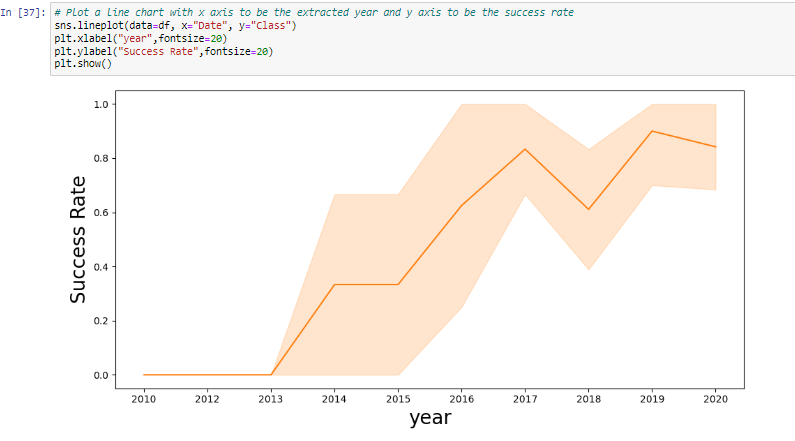 In [37]: # Plot a line chart with x axis to be the extracted year and y axis to be the success rate
sns.lineplot(data=df, x="Date", y="Class")
plt.xlabel("year",fontsize=20)
plt.ylabel("Success Rate",fontsize=20)
plt.show()
1.0
0.8
0.6
0.4
0.2
0.0
Success Rate
2010 2012 2013 2014 2015 2016 2017 2018 2019 2020
year